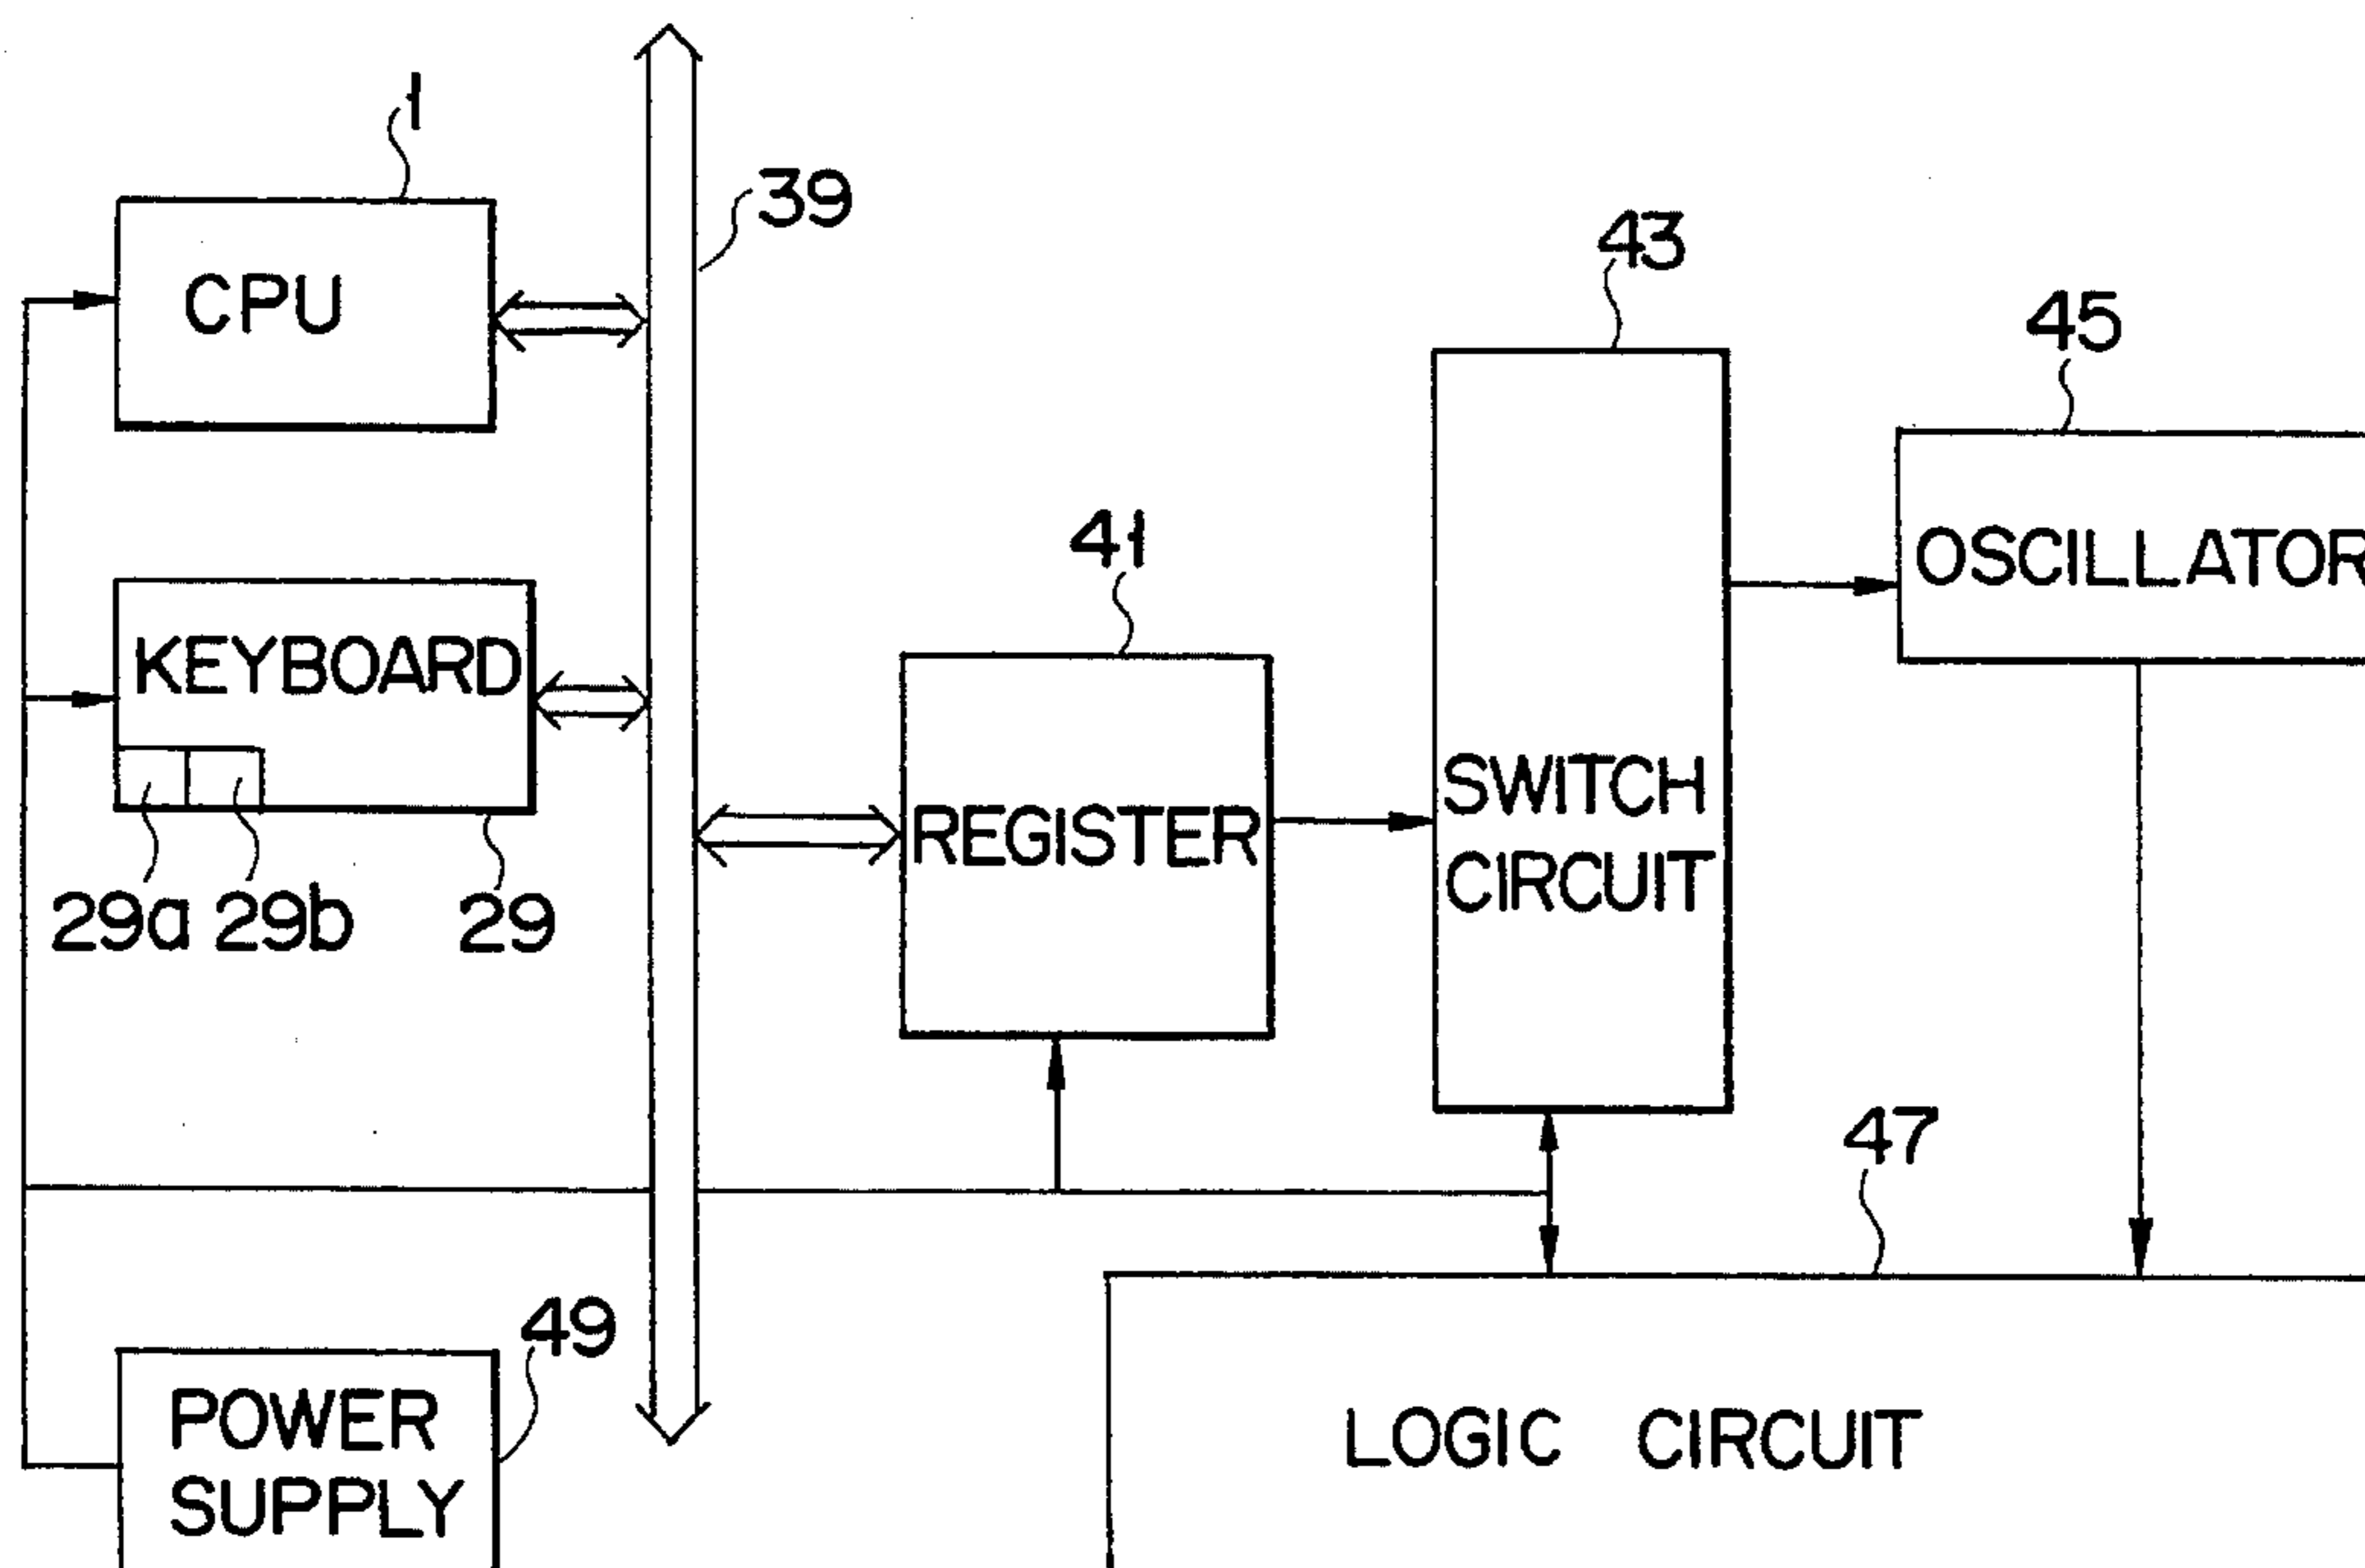 1
39
CPU
43
45
41
OSCILLATOR
KEYBOARD
SWITCH
CIRCUIT
REGISTER
29a 29b 29
47
49
POWER
SUPPLY
LOGIC CIRCUIT